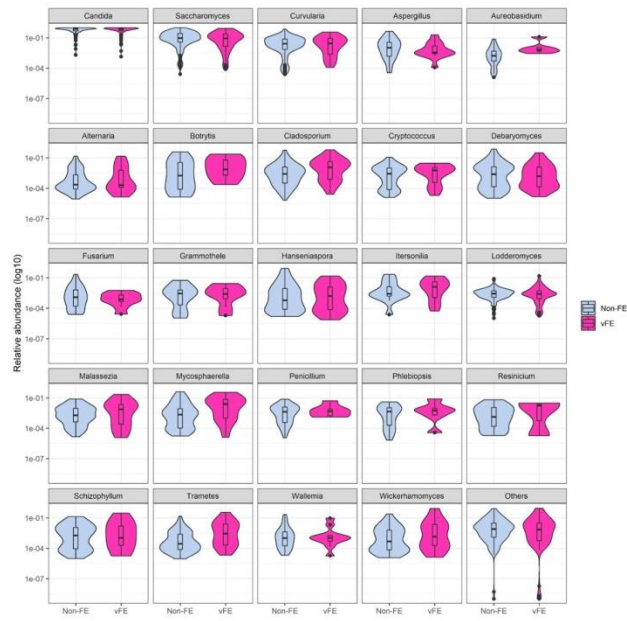 Candida Saccharomyces Curvularia Aspergillus Aureobasidium
1e-01
1e-04
1e-07
Alternaria Botrytis Cladosporium Cryptococcus Debaryomyces
1e-01
1e-04
1e-07
Fusarium Grammothele Hanseniaspora Itersonilia Lodderomyces
1e-01
1e-04
1e-07
Malassezia Mycosphaerella Penicillium Phlebiopsis Resinicium
1e-01
1e-04
1e-07
Schizophyllum Trametes Wallemia Wickerhamomyces Others
1e-01
1e-04
1e-07
Non-FE vFE Non-FE vFE Non-FE vFE Non-FE vFE Non-FE vFE
Relative abundance (log10)
Non-FE
vFE